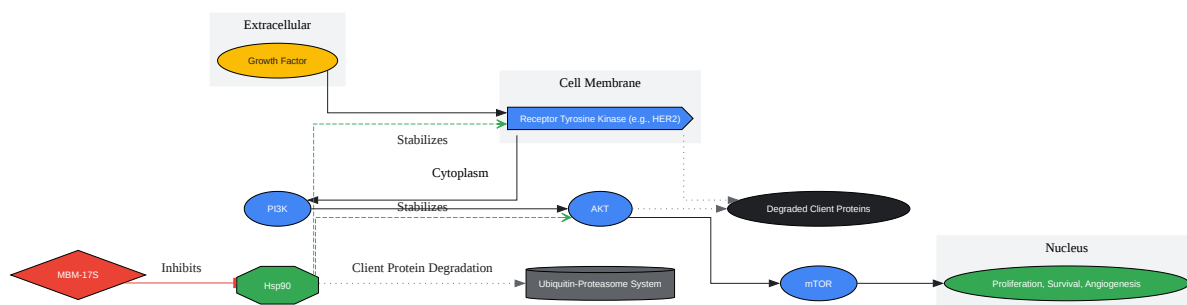 Extracellular
Growth Factor
Cell Membrane
Receptor Tyrosine Kinase (e.g., HER2)
Stabilizes
Cytoplasm
PI3K
Stabilizes
AKT
Degraded Client Proteins
Nucleus
MBM-17S
Inhibits
Hsp90
Client Protein Degradation
Ubiquitin-Proteasome System
mTOR
Proliferation, Survival, Angiogenesis